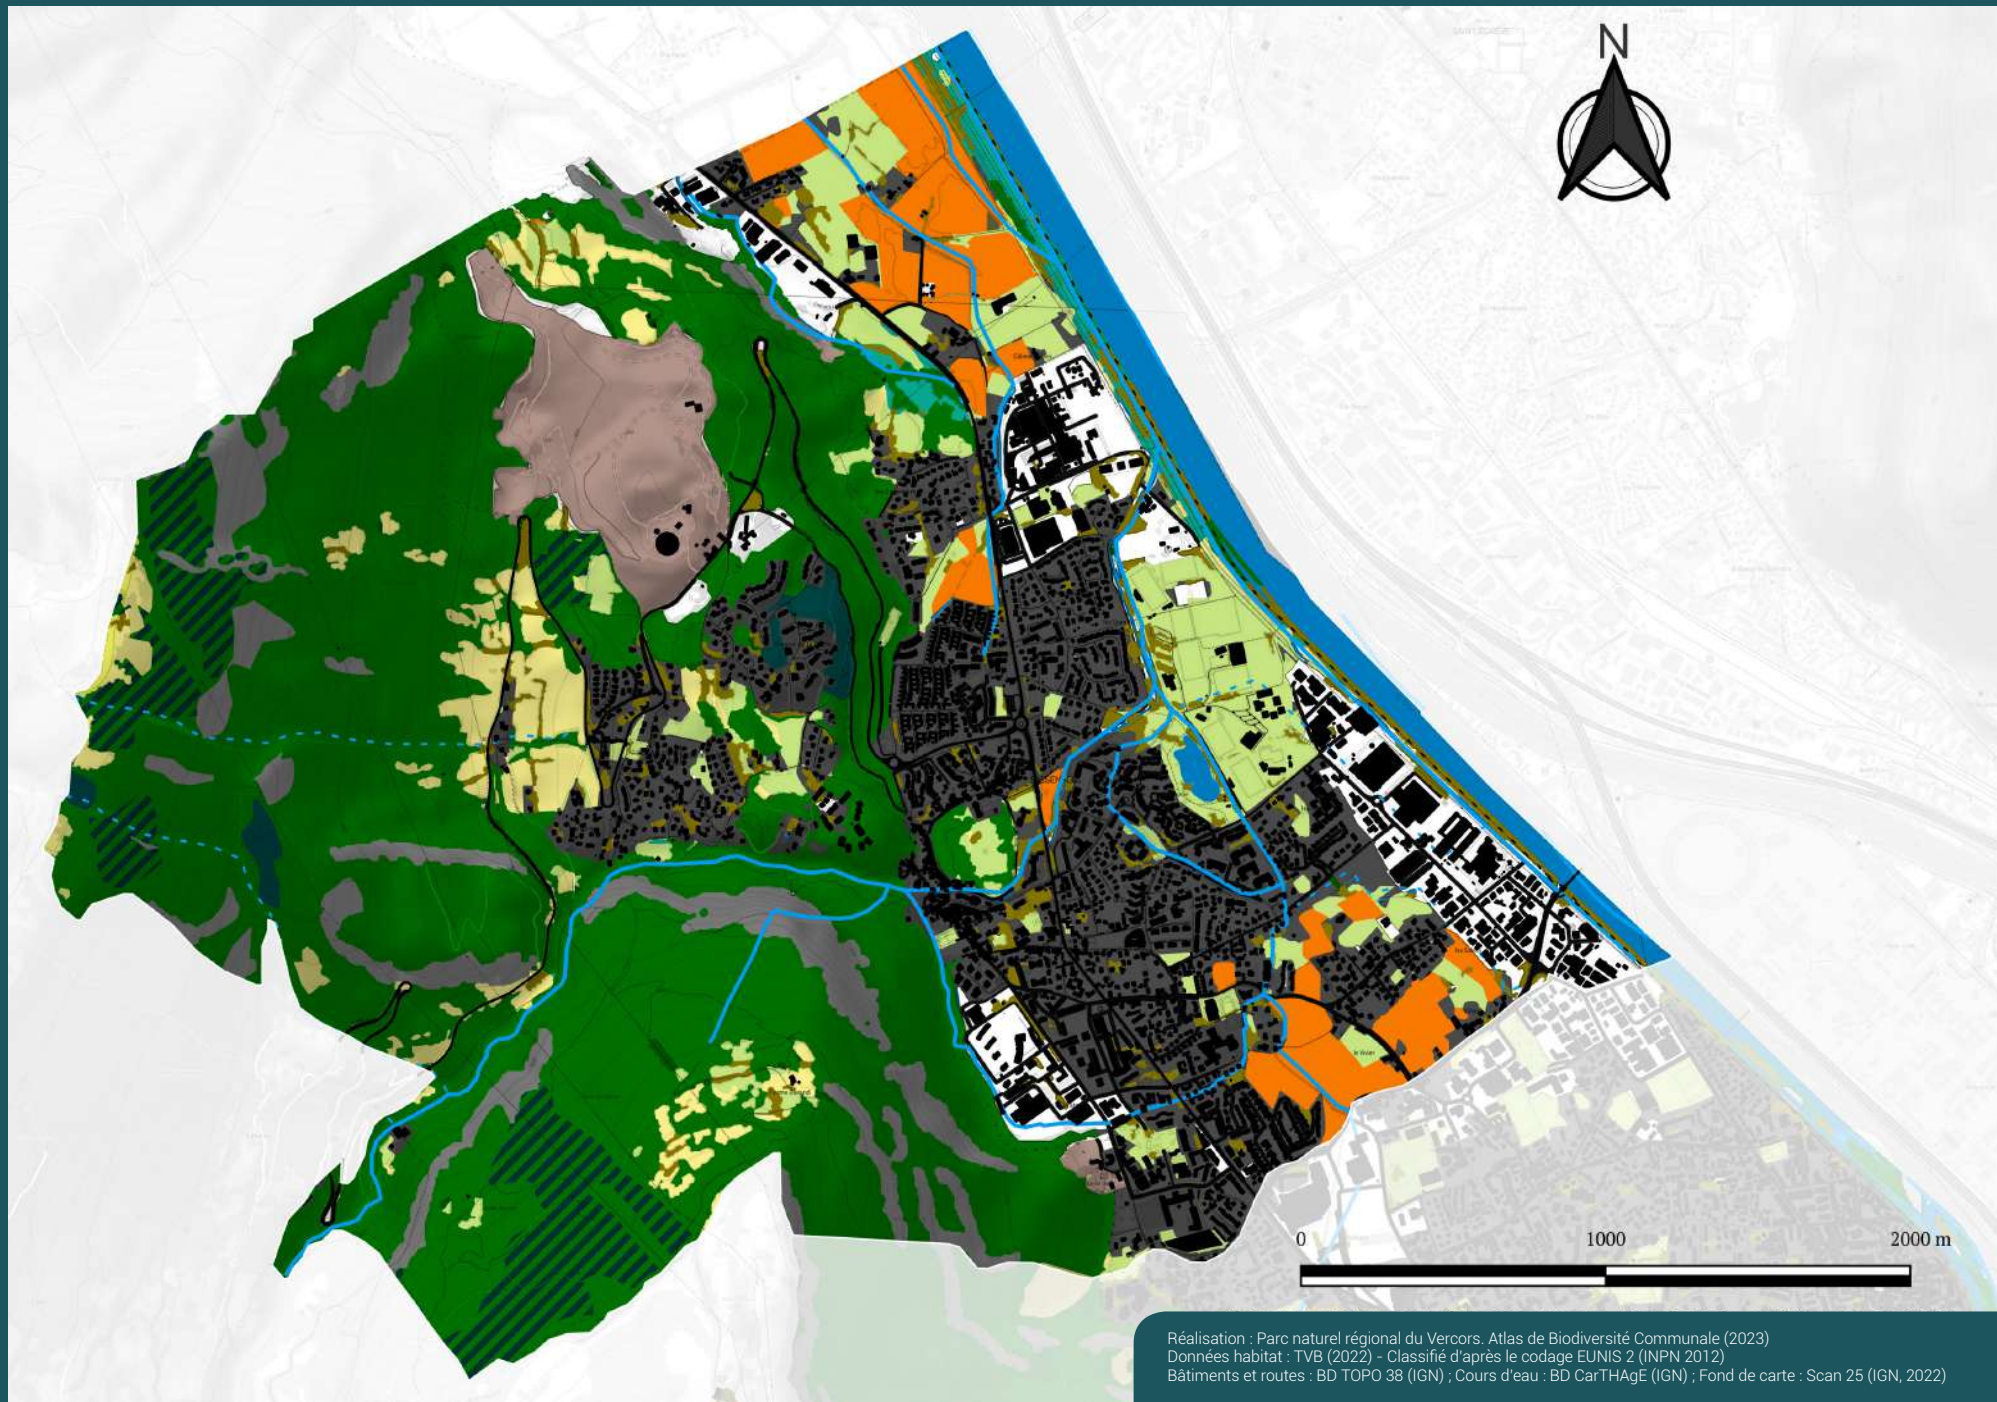 N
le Vivier
0 1000 2000 m
Réalisation : Parc naturel régional du Vercors. Atlas de Biodiversité Communale (2023)
Données habitat : TVB (2022) - Classifié d'après le codage EUNIS 2 (INPN 2012)
Bâtiments et routes : BD TOPO 38 (IGN) ; Cours d'eau : BD CarTHAgE (IGN) ; Fond de carte : Scan 25 (IGN, 2022)